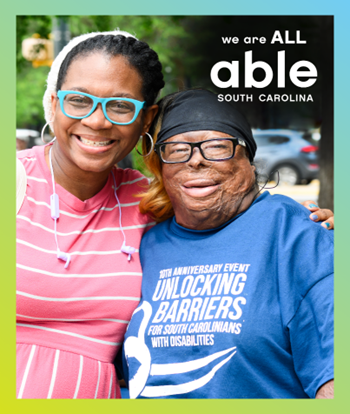 we are ALL
able
SOUTH CAROLINA
10TH ANNIVERSARY EVENT
UNLOCKING
BARRIERS
FOR SOUTH CAROLINIANS
WITH DISABILITIES